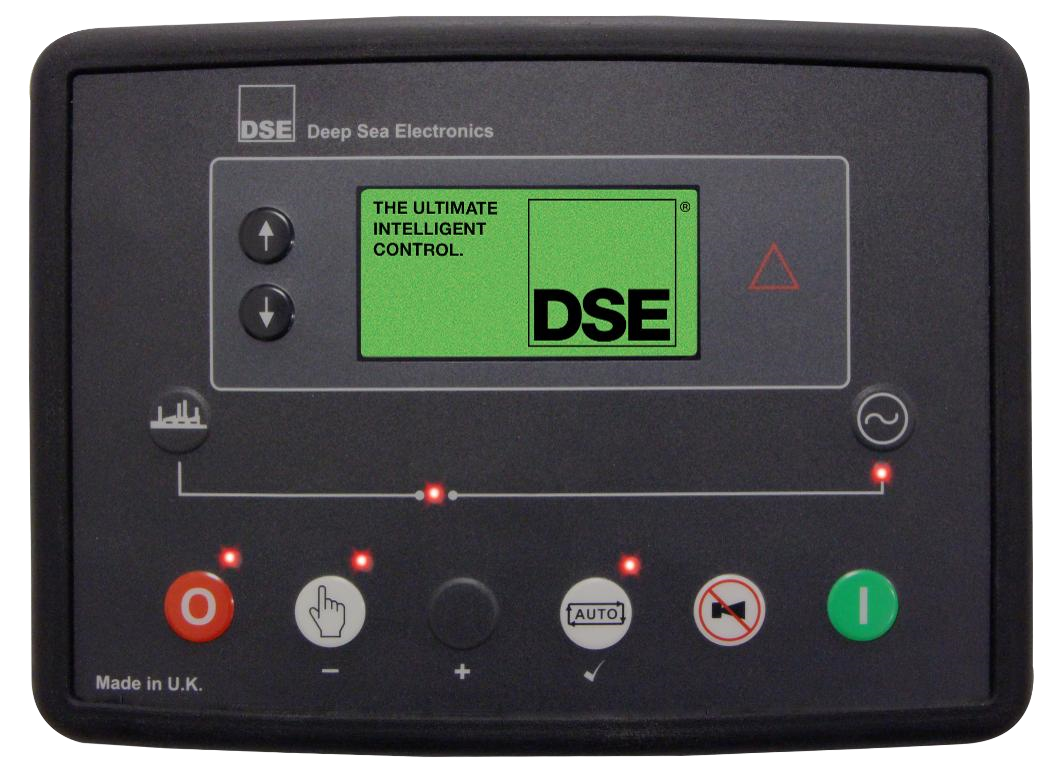 DSE Deep Sea Electronics
THE ULTIMATE
INTELLIGENT
CONTROL.
DSE ®
O
AUTO
I
− + ✓
Made in U.K.